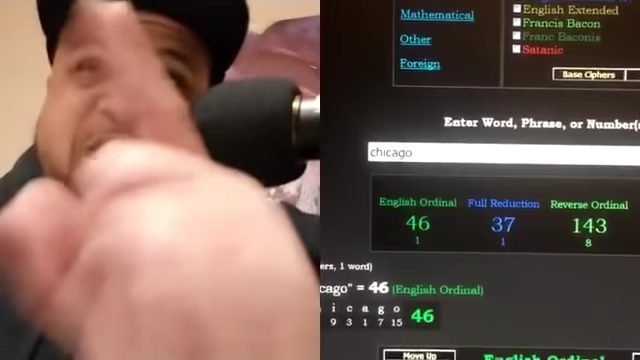 English Extended
Mathematical
Francis Bacon
Other
Franc Baconis
Satanic
Foreign
Base Ciphers
Enter Word, Phrase, or Number(
chicago
English Ordinal Full Reduction Reverse Ordinal
46 37 143
1 1 8
ers, 1 word)
cago" = 46 (English Ordinal)
i c a g o
9 3 1 7 15 46
Move Up
English Ordinal